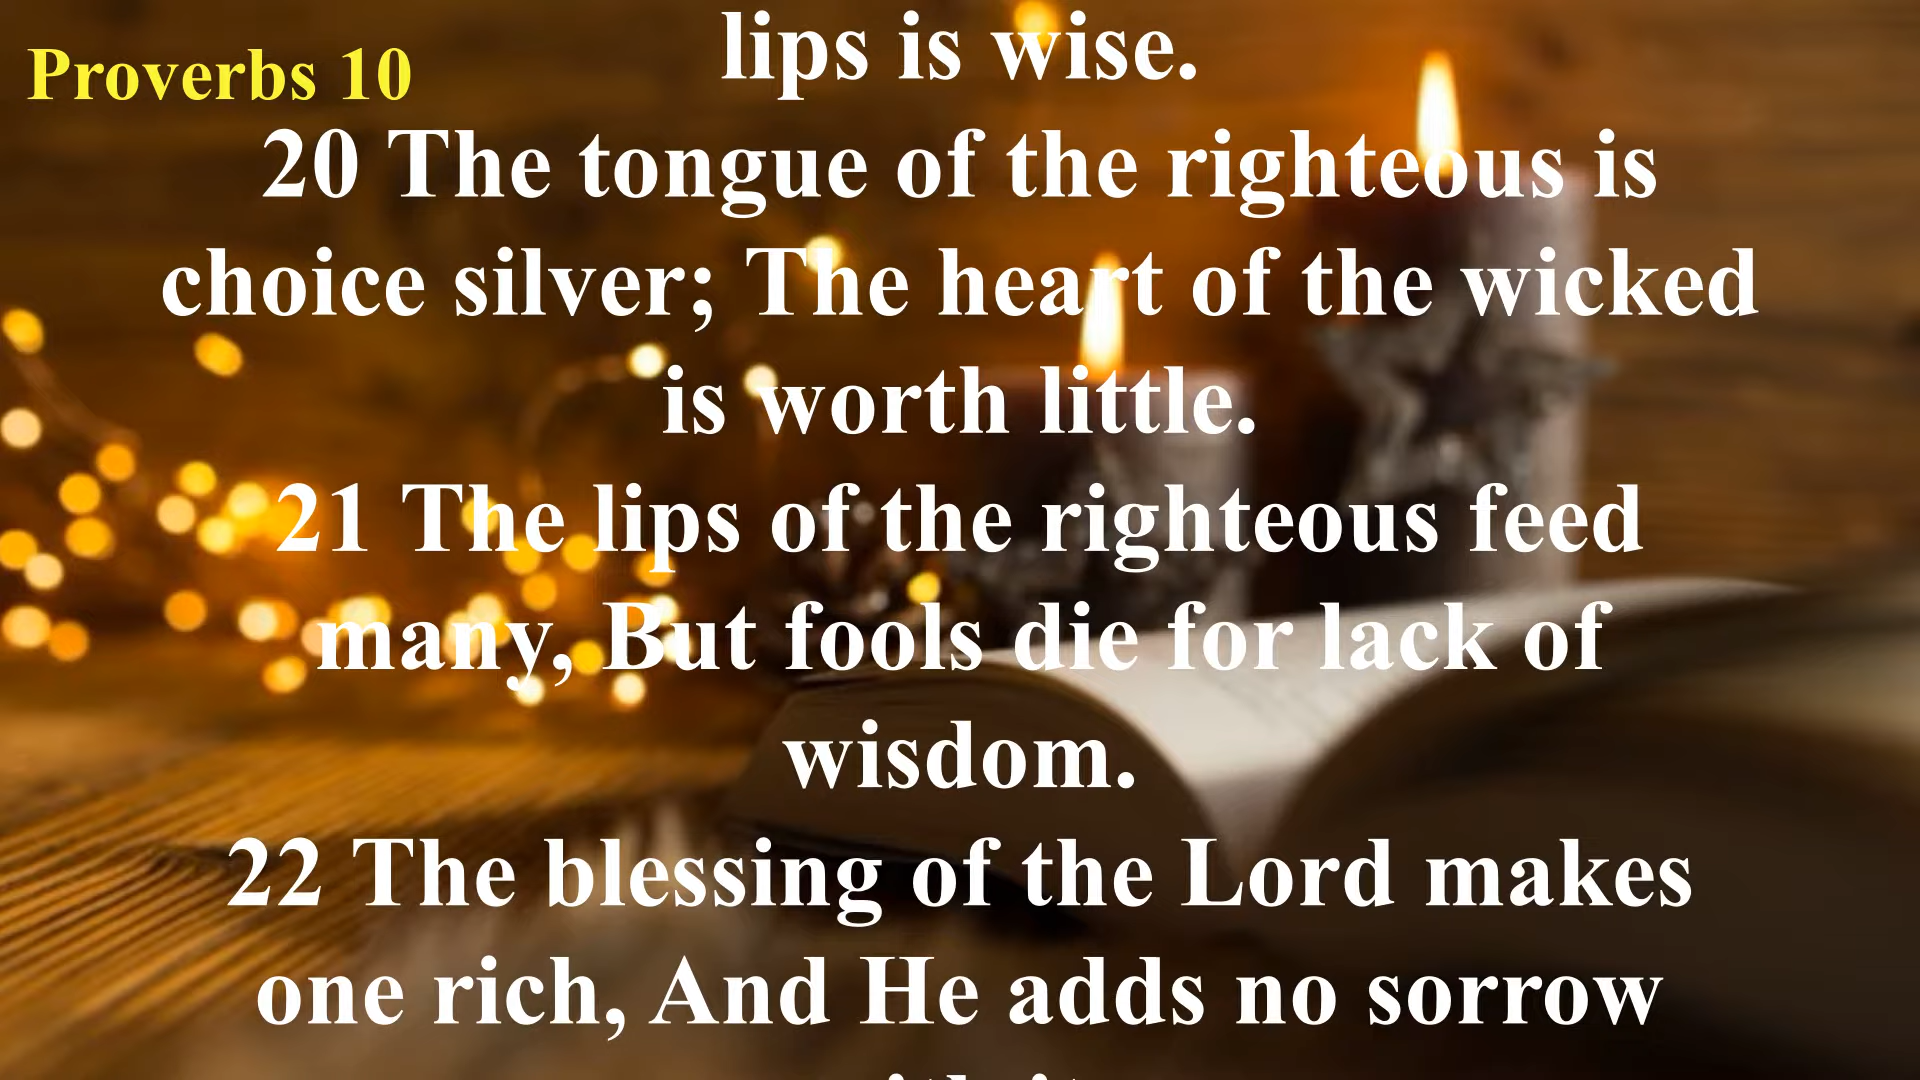 lips is wise.
Proverbs 10
20 The tongue of the righteous is
choice silver; The heart of the wicked
is worth little.
21 The lips of the righteous feed
many, But fools die for lack of
wisdom.
22 The blessing of the Lord makes
one rich, And He adds no sorrow